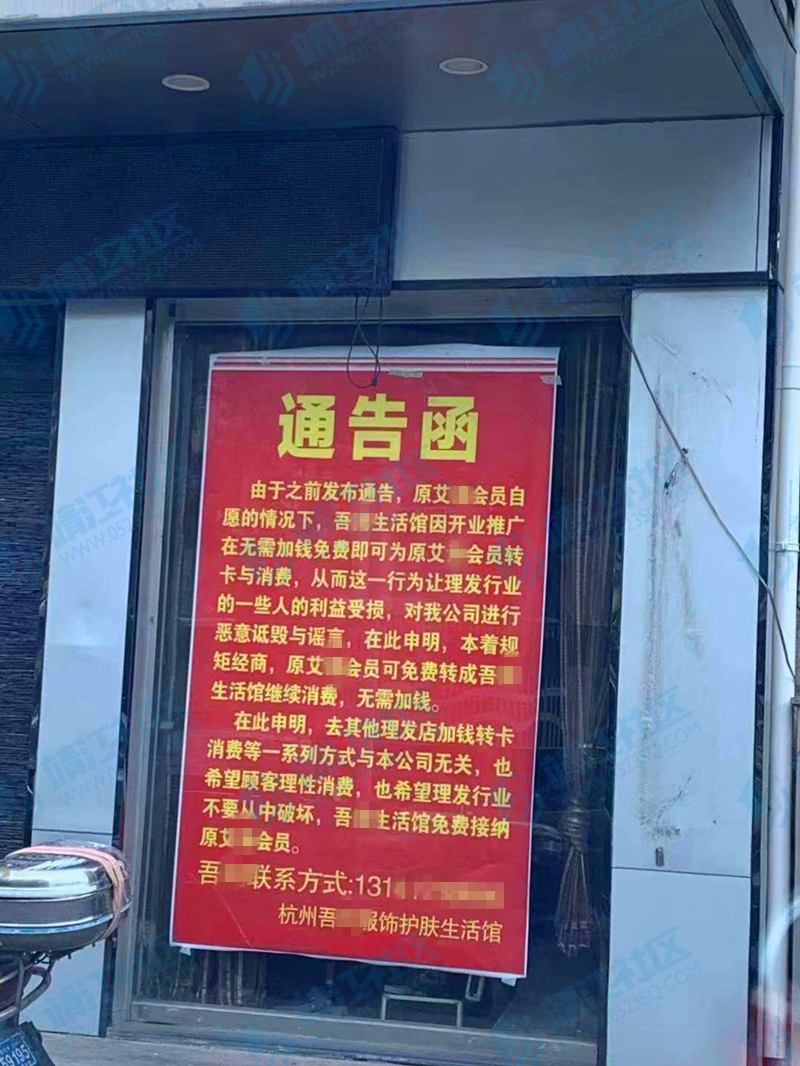 通告函
由于之前发布通告，原艾会员自
愿的情况下，吾生活馆因开业推广
在无需加钱免费即可为原艾会员转
卡与消费，从而这一行为让理发行业
的一些人的利益受损，对我公司进行
恶意诋毁与谣言，在此申明，本着规
矩经商，原艾会员可免费转成吾
生活馆继续消费，无需加钱。
在此申明，去其他理发店加钱转卡
消费等一系列方式与本公司无关，也
希望顾客理性消费，也希望理发行业
不要从中破坏，吾生活馆免费接纳
原艾会员。
吾联系方式:131
杭州吾服饰护肤生活馆
59195
靖江社区
WWW.0523SQ.COM